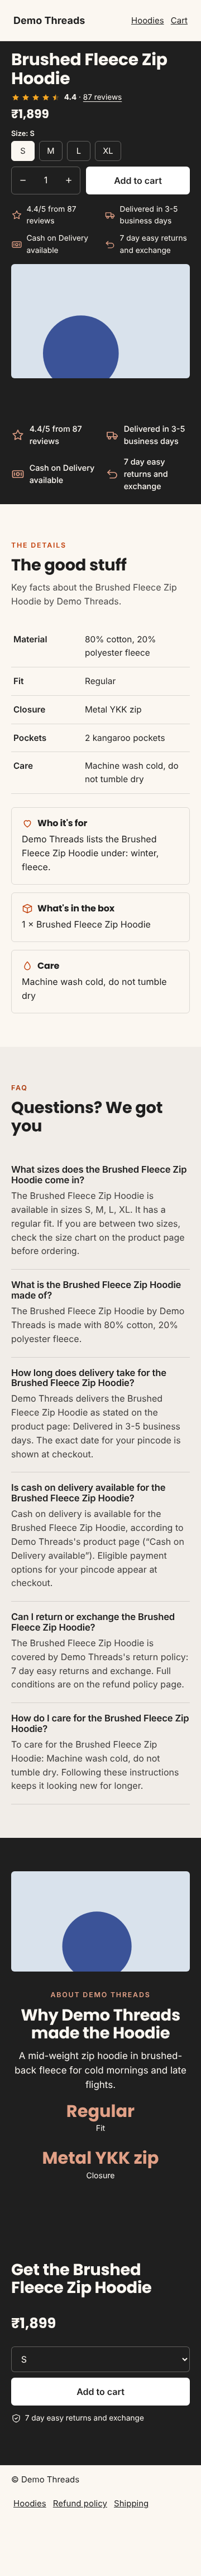 Demo Threads
Hoodies Cart
Brushed Fleece Zip
Hoodie
4.4 · 87 reviews
₹1,899
Size: S
S M L XL
− 1 +
Add to cart
4.4/5 from 87
reviews
Delivered in 3-5
business days
Cash on Delivery
available
7 day easy returns
and exchange
4.4/5 from 87
reviews
Delivered in 3-5
business days
Cash on Delivery
available
7 day easy
returns and
exchange
THE DETAILS
The good stuff
Key facts about the Brushed Fleece Zip
Hoodie by Demo Threads.
Material 80% cotton, 20%
polyester fleece
Fit Regular
Closure Metal YKK zip
Pockets 2 kangaroo pockets
Care Machine wash cold, do
not tumble dry
Who it's for
Demo Threads lists the Brushed
Fleece Zip Hoodie under: winter,
fleece.
What's in the box
1 × Brushed Fleece Zip Hoodie
Care
Machine wash cold, do not tumble
dry
FAQ
Questions? We got
you
What sizes does the Brushed Fleece Zip
Hoodie come in?
The Brushed Fleece Zip Hoodie is
available in sizes S, M, L, XL. It has a
regular fit. If you are between two sizes,
check the size chart on the product page
before ordering.
What is the Brushed Fleece Zip Hoodie
made of?
The Brushed Fleece Zip Hoodie by Demo
Threads is made with 80% cotton, 20%
polyester fleece.
How long does delivery take for the
Brushed Fleece Zip Hoodie?
Demo Threads delivers the Brushed
Fleece Zip Hoodie as stated on the
product page: Delivered in 3-5 business
days. The exact date for your pincode is
shown at checkout.
Is cash on delivery available for the
Brushed Fleece Zip Hoodie?
Cash on delivery is available for the
Brushed Fleece Zip Hoodie, according to
Demo Threads's product page ("Cash on
Delivery available"). Eligible payment
options for your pincode appear at
checkout.
Can I return or exchange the Brushed
Fleece Zip Hoodie?
The Brushed Fleece Zip Hoodie is
covered by Demo Threads's return policy:
7 day easy returns and exchange. Full
conditions are on the refund policy page.
How do I care for the Brushed Fleece Zip
Hoodie?
To care for the Brushed Fleece Zip
Hoodie: Machine wash cold, do not
tumble dry. Following these instructions
keeps it looking new for longer.
ABOUT DEMO THREADS
Why Demo Threads
made the Hoodie
A mid-weight zip hoodie in brushed-
back fleece for cold mornings and late
flights.
Regular
Fit
Metal YKK zip
Closure
Get the Brushed
Fleece Zip Hoodie
₹1,899
S
Add to cart
7 day easy returns and exchange
© Demo Threads
Hoodies Refund policy Shipping